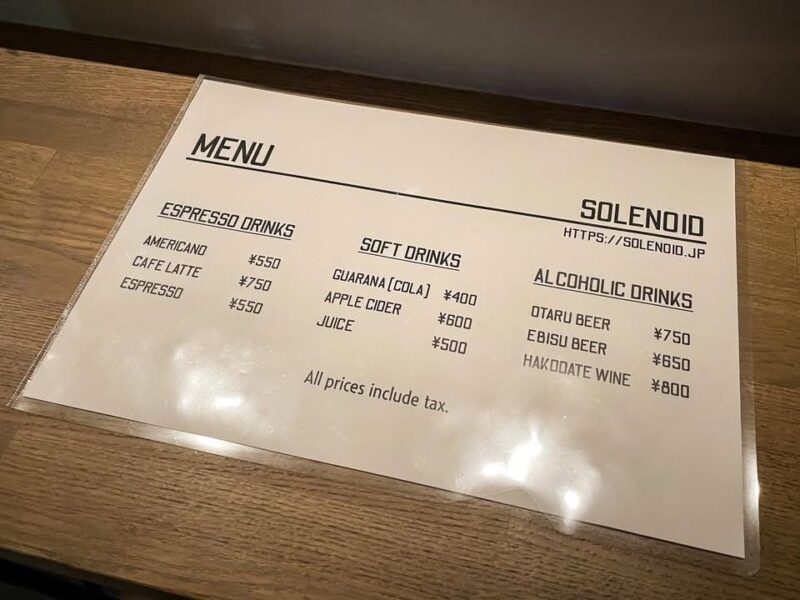 MENU
SOLENOID
HTTPS://SOLENOID.JP
ESPRESSO DRINKS
AMERICANO ¥550
CAFE LATTE ¥750
ESPRESSO ¥550
SOFT DRINKS
GUARANA[COLA] ¥400
APPLE CIDER ¥600
JUICE ¥500
ALCOHOLIC DRINKS
OTARU BEER ¥750
EBISU BEER ¥650
HAKODATE WINE ¥800
All prices include tax.